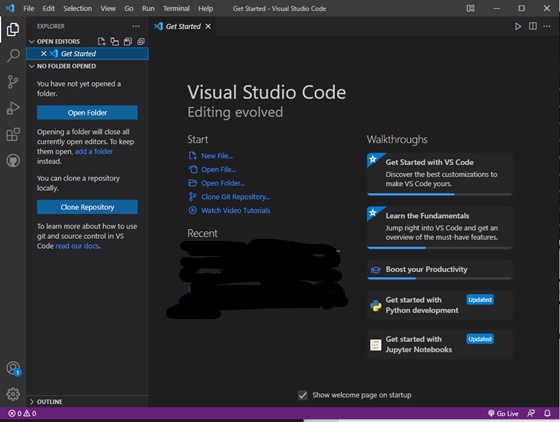 File Edit Selection View Go Run Terminal Help Get Started - Visual Studio Code
EXPLORER
OPEN EDITORS
Get Started
NO FOLDER OPENED
You have not yet opened a
folder.
Open Folder
Opening a folder will close all
currently open editors. To keep
them open, add a folder
instead.
You can clone a repository
locally.
Clone Repository
To learn more about how to
use git and source control in VS
Code read our docs.
OUTLINE
Get Started
Visual Studio Code
Editing evolved
Start
New File...
Open File...
Open Folder...
Clone Git Repository...
Watch Video Tutorials
Recent
Walkthroughs
Get Started with VS Code
Discover the best customizations to
make VS Code yours.
Learn the Fundamentals
Jump right into VS Code and get an
overview of the must-have features.
Boost your Productivity
Get started with
Python development
Updated
Get started with
Jupyter Notebooks
Updated
Show welcome page on startup
1
0 0
Go Live